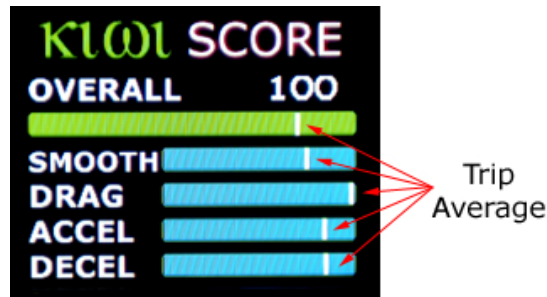 KIWI SCORE
OVERALL 100
SMOOTH
DRAG
ACCEL
DECEL
Trip
Average